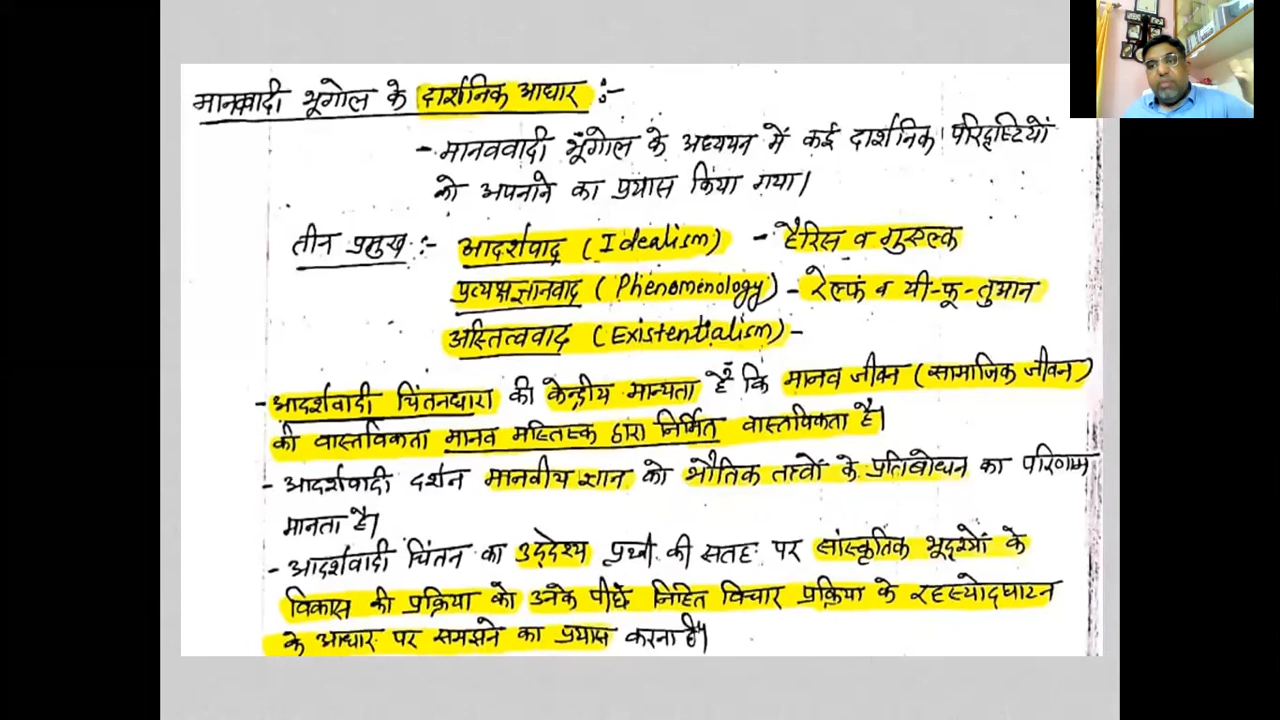 मानववादी भूगोल के दार्शनिक आधार :-
- मानववादी भूगोल के अध्ययन में कई दार्शनिक परिदृष्टियों
को अपनाने का प्रयास किया गया।
तीन प्रमुख :- आदर्शवाद (Idealism) - हैरिस व गुल्क
प्रत्यक्षज्ञानवाद (Phenomenology) - रेल्फ व यी-फू-तुआन
अस्तित्ववाद (Existentialism) -
- आदर्शवादी चिंतनधारा की केन्द्रीय मान्यता है कि मानव जीवन (सामाजिक जीवन)
की वास्तविकता मानव मस्तिष्क द्वारा निर्मित वास्तविकता है।
- आदर्शवादी दर्शन मानवीय ज्ञान को भौतिक तत्वों के प्रतिबोधन का परिणाम
मानता है।
- आदर्शवादी चिंतन का उद्देश्य पृथ्वी की सतह पर सांस्कृतिक भूदृश्यों के
विकास की प्रक्रिया को उनके पीछे निहित विचार प्रक्रिया के रहस्योद्घाटन
के आधार पर समझने का प्रयास करना है।